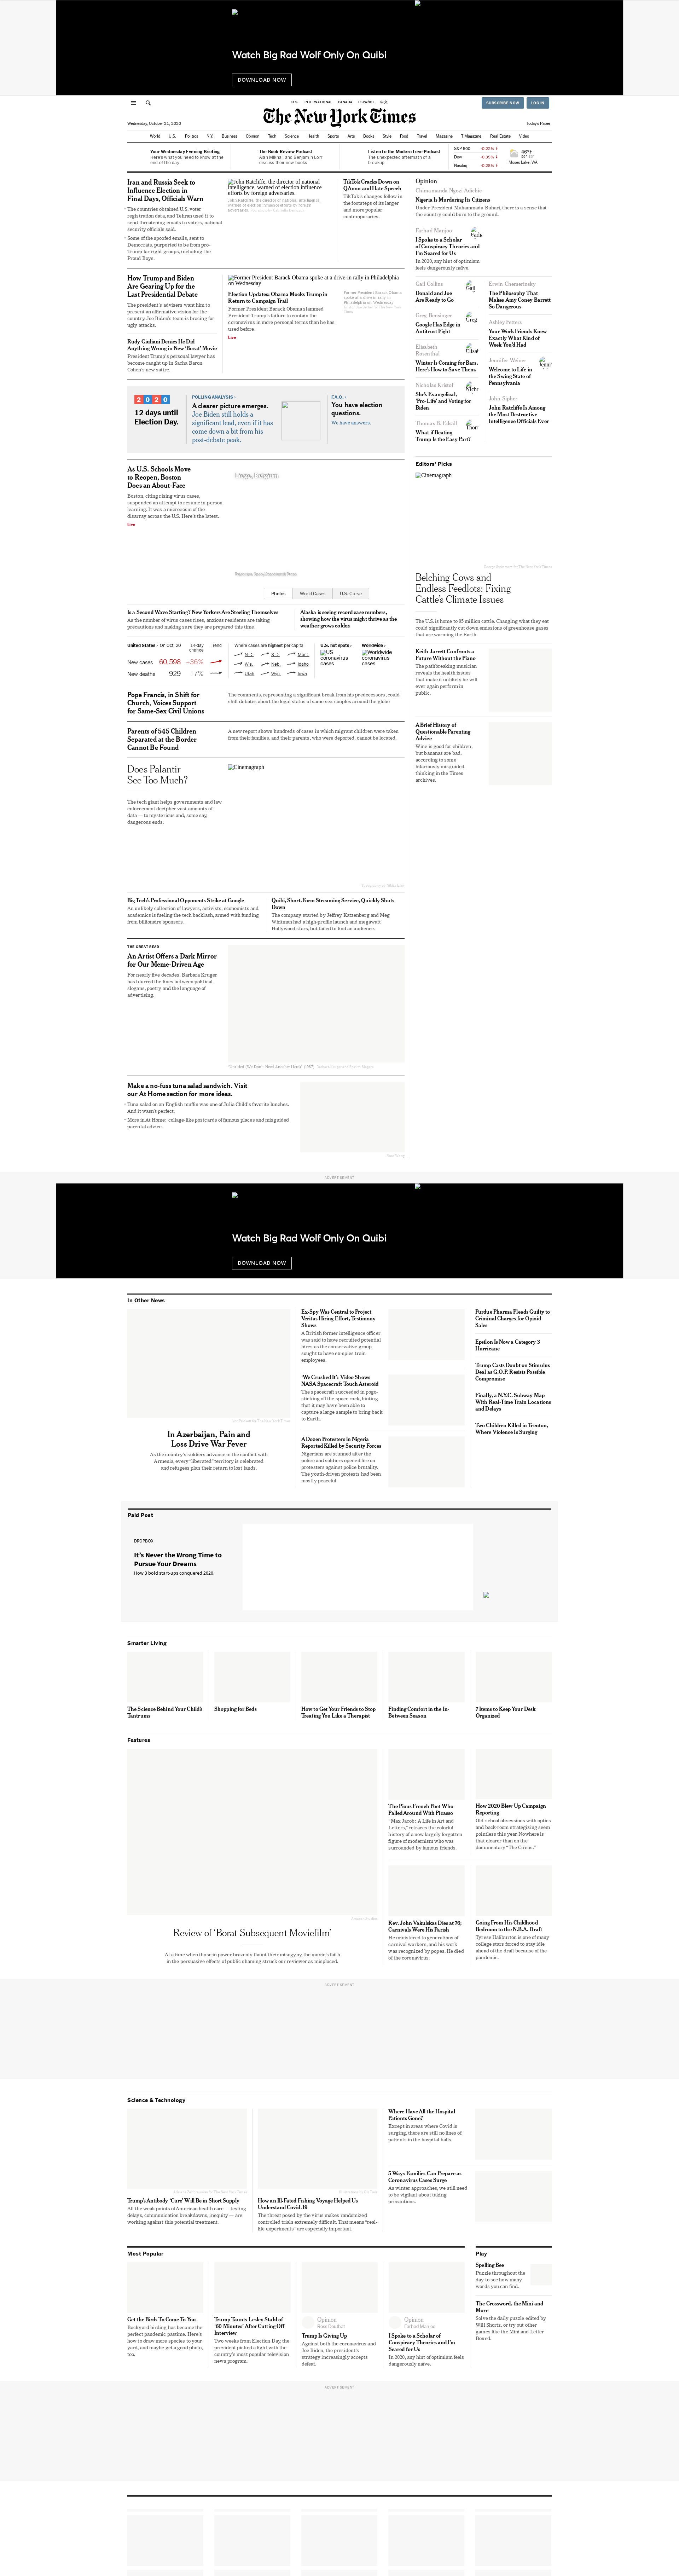 Watch Big Rad Wolf Only On Quibi
DOWNLOAD NOW
U.S. INTERNATIONAL CANADA ESPAÑOL 中文
SUBSCRIBE NOW
LOG IN
The New York Times
Wednesday, October 21, 2020
Today's Paper
World U.S. Politics N.Y. Business Opinion Tech Science Health Sports Arts Books Style Food Travel Magazine T Magazine Real Estate Video
Your Wednesday Evening Briefing
Here's what you need to know at the end of the day.
The Book Review Podcast
Listen to the Modern Love Podcast
The unexpected aftermath of a breakup.
S&P 500 -0.22%
Dow -0.35%
Nasdaq -0.28%
Moses Lake, WA
Iran and Russia Seek to
Influence Election in
Final Days, Officials Warn
The countries obtained U.S. voter
registration data, and Tehran used it to
send threatening emails to voters, national
security officials said.
Some of the spoofed emails, sent to
Democrats, purported to be from pro-
Trump far-right groups, including the
Proud Boys.
John Ratcliffe, the director of national
intelligence, warned of election influence
efforts by foreign adversaries.
TikTok Cracks Down on
QAnon and Hate Speech
TikTok's changes follow in
the footsteps of its larger
and more popular
contemporaries.
How Trump and Biden
Are Gearing Up for the
Last Presidential Debate
The president's advisers want him to
present an affirmative vision for the
country. Joe Biden's team is bracing for
ugly attacks.
Rudy Giuliani Denies He Did
Anything Wrong in New 'Borat' Movie
President Trump's personal lawyer has
become caught up in Sacha Baron
Cohen's new satire.
Former President Barack Obama spoke at a drive-in rally in Philadelphia
on Wednesday
Election Updates: Obama Mocks Trump in
Return to Campaign Trail
Former President Barack Obama slammed
President Trump's failure to contain the
coronavirus in more personal terms than he has
used before.
Live
2020
12 days until
Election Day.
POLLING ANALYSIS ›
A clearer picture emerges.
Joe Biden still holds a
significant lead, even if it has
come down a bit from his
post-debate peak.
F.A.Q. ›
You have election
questions.
We have answers.
As U.S. Schools Move
to Reopen, Boston
Does an About-Face
Boston, citing rising virus cases,
suspended an attempt to resume in-person
learning. It was a microcosm of the
disarray across the U.S. Here's the latest.
Live
Liege, Belgium
Photos World Cases U.S. Curve
Is a Second Wave Starting? New Yorkers Are Steeling Themselves
As the number of virus cases rises, anxious residents are taking
precautions and making sure they are prepared this time.
Alaska is seeing record case numbers,
showing how the virus might thrive as the
weather grows colder.
United States › On Oct. 20 14-day change Trend
New cases 60,598 +36%
New deaths 929 +7%
Where cases are highest per capita
N.D. S.D. Mont.
Wis. Neb. Idaho
Utah Wyo. Iowa
U.S. hot spots ›
US coronavirus cases
Worldwide ›
Worldwide coronavirus cases
Pope Francis, in Shift for
Church, Voices Support
for Same-Sex Civil Unions
The comments, representing a significant break from his predecessors, could
shift debates about the legal status of same-sex couples around the globe
Parents of 545 Children
Separated at the Border
Cannot Be Found
A new report shows hundreds of cases in which migrant children were taken
from their families, and their parents, who were deported, cannot be located.
Does Palantir
See Too Much?
The tech giant helps governments and law
enforcement decipher vast amounts of
data — to mysterious and, some say,
dangerous ends.
Cinemagraph
Big Tech's Professional Opponents Strike at Google
An unlikely collection of lawyers, activists, economists and
academics is fueling the tech backlash, armed with funding
from billionaire sponsors.
Quibi, Short-Form Streaming Service, Quickly Shuts
Down
The company started by Jeffrey Katzenberg and Meg
Whitman had a high-profile launch and megawatt
Hollywood stars, but failed to find an audience.
THE GREAT READ
An Artist Offers a Dark Mirror
for Our Meme-Driven Age
For nearly five decades, Barbara Kruger
has blurred the lines between political
slogans, poetry and the language of
advertising.
Make a no-fuss tuna salad sandwich. Visit
our At Home section for more ideas.
Tuna salad on an English muffin was one of Julia Child's favorite lunches.
And it wasn't perfect.
More in At Home: collage-like postcards of famous places and misguided
parental advice.
Opinion
Chimamanda Ngozi Adichie
Nigeria Is Murdering Its Citizens
Under President Muhammadu Buhari, there is a sense that
the country could burn to the ground.
Farhad Manjoo
I Spoke to a Scholar
of Conspiracy Theories and
I'm Scared for Us
In 2020, any hint of optimism
feels dangerously naïve.
Gail Collins
Donald and Joe
Are Ready to Go
Greg Bensinger
Google Has Edge in
Antitrust Fight
Elisabeth
Rosenthal
Winter Is Coming for Bars.
Here's How to Save Them.
Nicholas Kristof
She's Evangelical,
'Pro-Life' and Voting for
Biden
Thomas B. Edsall
What if Beating
Trump Is the Easy Part?
Erwin Chemerinsky
The Philosophy That
Makes Amy Coney Barrett
So Dangerous
Ashley Fetters
Your Work Friends Knew
Exactly What Kind of
Week You'd Had
Jennifer Weiner
Welcome to Life in
the Swing State of
Pennsylvania
John Sipher
John Ratcliffe Is Among
the Most Destructive
Intelligence Officials Ever
Editors' Picks
Cinemagraph
Belching Cows and
Endless Feedlots: Fixing
Cattle's Climate Issues
The U.S. is home to 95 million cattle. Changing what they eat
could significantly cut down emissions of greenhouse gases
that are warming the Earth.
Keith Jarrett Confronts a
Future Without the Piano
The pathbreaking musician
reveals the health issues
that make it unlikely he will
ever again perform in
public.
A Brief History of
Questionable Parenting
Advice
Wine is good for children,
but bananas are bad,
according to some
hilariously misguided
thinking in the Times
archives.
ADVERTISEMENT
Watch Big Rad Wolf Only On Quibi
DOWNLOAD NOW
In Other News
In Azerbaijan, Pain and
Loss Drive War Fever
As the country's soldiers advance in the conflict with
Armenia, every "liberated" territory is celebrated
and refugees plan their return to lost lands.
Ex-Spy Was Central to Project
Veritas Hiring Effort, Testimony
Shows
A British former intelligence officer
was said to have recruited potential
hires as the conservative group
sought to have ex-spies train
employees.
'We Crushed It': Video Shows
NASA Spacecraft Touch Asteroid
The spacecraft succeeded in pogo-
sticking off the space rock, hinting
that it may have been able to
capture a large sample to bring back
to Earth.
A Dozen Protesters in Nigeria
Reported Killed by Security Forces
Nigerians are stunned after the
police and soldiers opened fire on
protesters against police brutality.
The youth-driven protests had been
mostly peaceful.
Purdue Pharma Pleads Guilty to
Criminal Charges for Opioid
Sales
Epsilon Is Now a Category 3
Hurricane
Trump Casts Doubt on Stimulus
Deal as G.O.P. Resists Possible
Compromise
Finally, a N.Y.C. Subway Map
With Real-Time Train Locations
and Delays
Two Children Killed in Trenton,
Where Violence Is Surging
Paid Post
DROPBOX
It's Never the Wrong Time to
Pursue Your Dreams
How 3 bold start-ups conquered 2020.
Smarter Living
The Science Behind Your Child's
Tantrums
Shopping for Beds
How to Get Your Friends to Stop
Treating You Like a Therapist
Finding Comfort in the In-
Between Season
7 Items to Keep Your Desk
Organized
Features
Review of 'Borat Subsequent Moviefilm'
At a time when those in power brazenly flaunt their misogyny, the movie's faith
in the persuasive effects of public shaming struck our reviewer as misplaced.
The Pious French Poet Who
Palled Around With Picasso
"Max Jacob: A Life in Art and
Letters," retraces the colorful
history of a now largely forgotten
figure of modernism who was
surrounded by famous friends.
How 2020 Blew Up Campaign
Reporting
Old-school obsessions with optics
and back-room strategizing seem
pointless this year. Nowhere is
that clearer than on the
documentary "The Circus."
Rev. John Vakulskas Dies at 76;
Carnivals Were His Parish
He ministered to generations of
carnival workers, and his work
was recognized by popes. He died
of the coronavirus.
Going From His Childhood
Bedroom to the N.B.A. Draft
Tyrese Haliburton is one of many
college stars forced to stay idle
ahead of the draft because of the
pandemic.
ADVERTISEMENT
Science & Technology
Trump's Antibody 'Cure' Will Be in Short Supply
All the weak points of American health care — testing
delays, communication breakdowns, inequity — are
working against this potential treatment.
How an Ill-Fated Fishing Voyage Helped Us
Understand Covid-19
The threat posed by the virus makes randomized
controlled trials extremely difficult. That means "real-
life experiments" are especially important.
Where Have All the Hospital
Patients Gone?
Except in areas where Covid is
surging, there are still no lines of
patients in the hospital halls.
5 Ways Families Can Prepare as
Coronavirus Cases Surge
As winter approaches, we still need
to be vigilant about taking
precautions.
Most Popular
Get the Birds To Come To You
Backyard birding has become the
perfect pandemic pastime. Here's
how to draw more species to your
yard, and maybe get a good photo,
too.
Trump Taunts Lesley Stahl of
'60 Minutes' After Cutting Off
Interview
Two weeks from Election Day, the
president picked a fight with the
country's most popular television
news program.
Opinion
Ross Douthat
Trump Is Giving Up
Against both the coronavirus and
Joe Biden, the president's
strategy increasingly accepts
defeat.
Opinion
Farhad Manjoo
I Spoke to a Scholar of
Conspiracy Theories and I'm
Scared for Us
In 2020, any hint of optimism feels
dangerously naïve.
Play
Spelling Bee
Puzzle throughout the
day to see how many
words you can find.
The Crossword, the Mini and
More
Solve the daily puzzle edited by
Will Shortz, or try out other
games like the Mini and Letter
Boxed.
ADVERTISEMENT